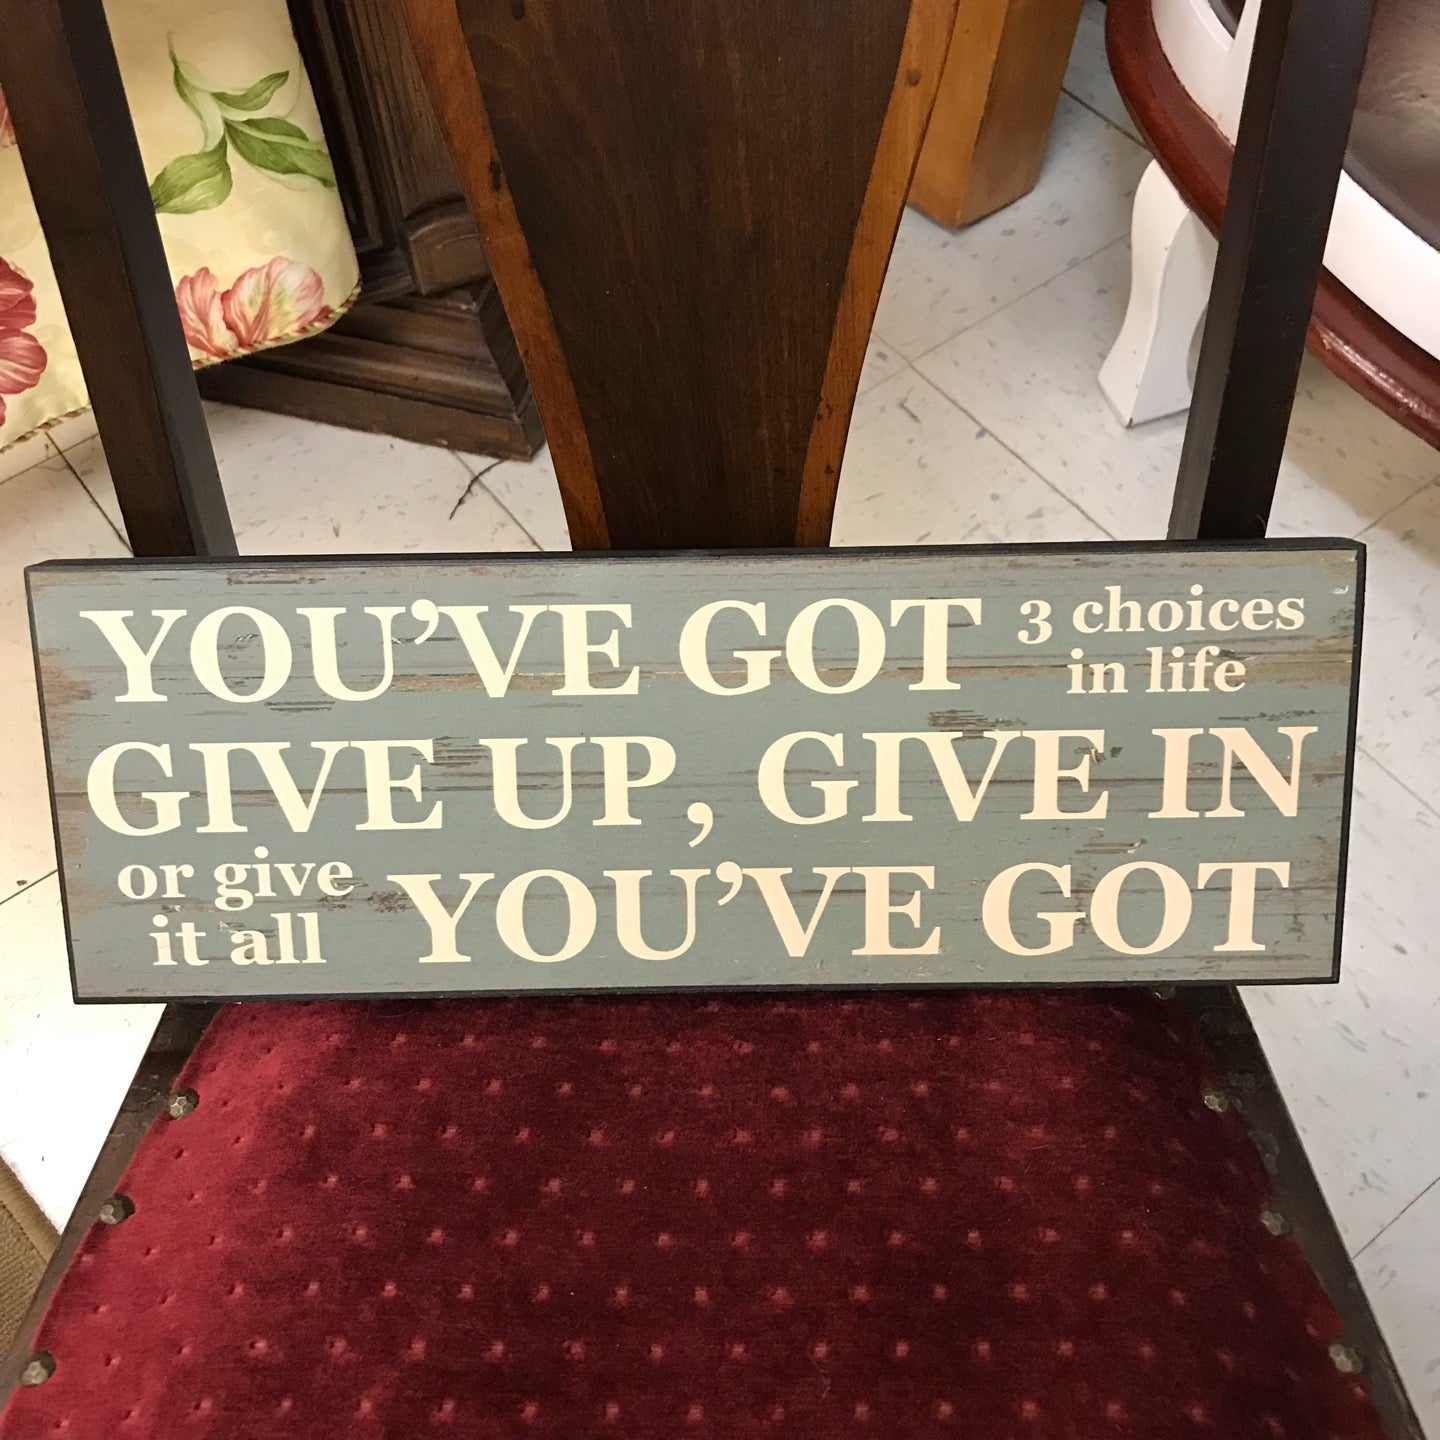 YOU'VE GOT 3 choices in life
GIVE UP, GIVE IN
or give it all YOU'VE GOT